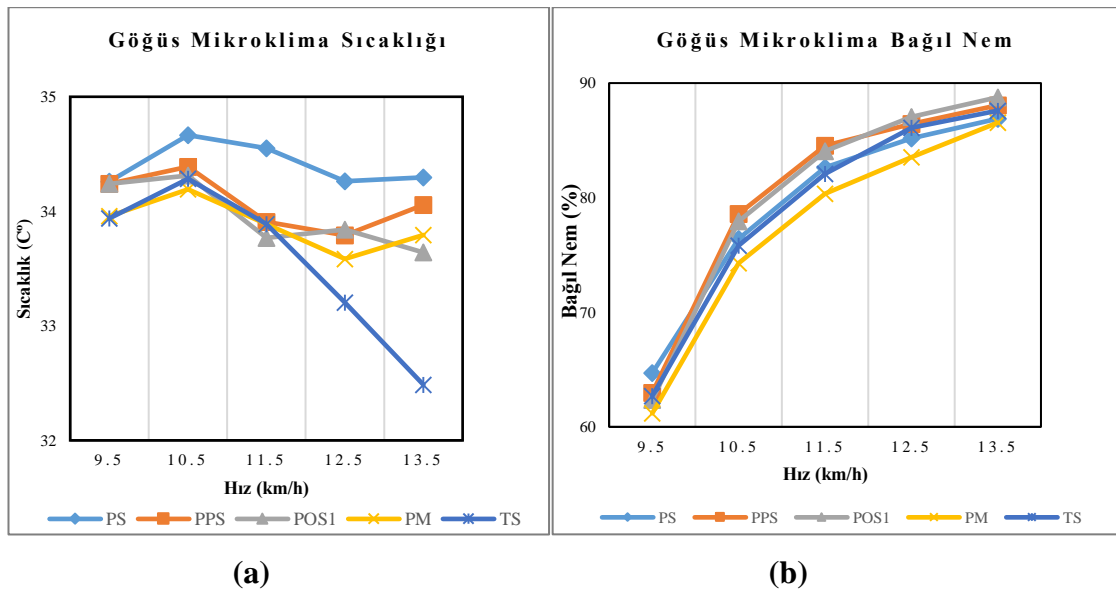 Göğüs Mikroklima Sıcaklığı
35
34
33
32
Sıcaklık (Cº)
9.5 10.5 11.5 12.5 13.5
Hız (km/h)
PS PPS POS1 PM TS
(a)
Göğüs Mikroklima Bağıl Nem
90
80
70
60
Bağıl Nem (%)
9.5 10.5 11.5 12.5 13.5
Hız (km/h)
PS PPS POS1 PM TS
(b)